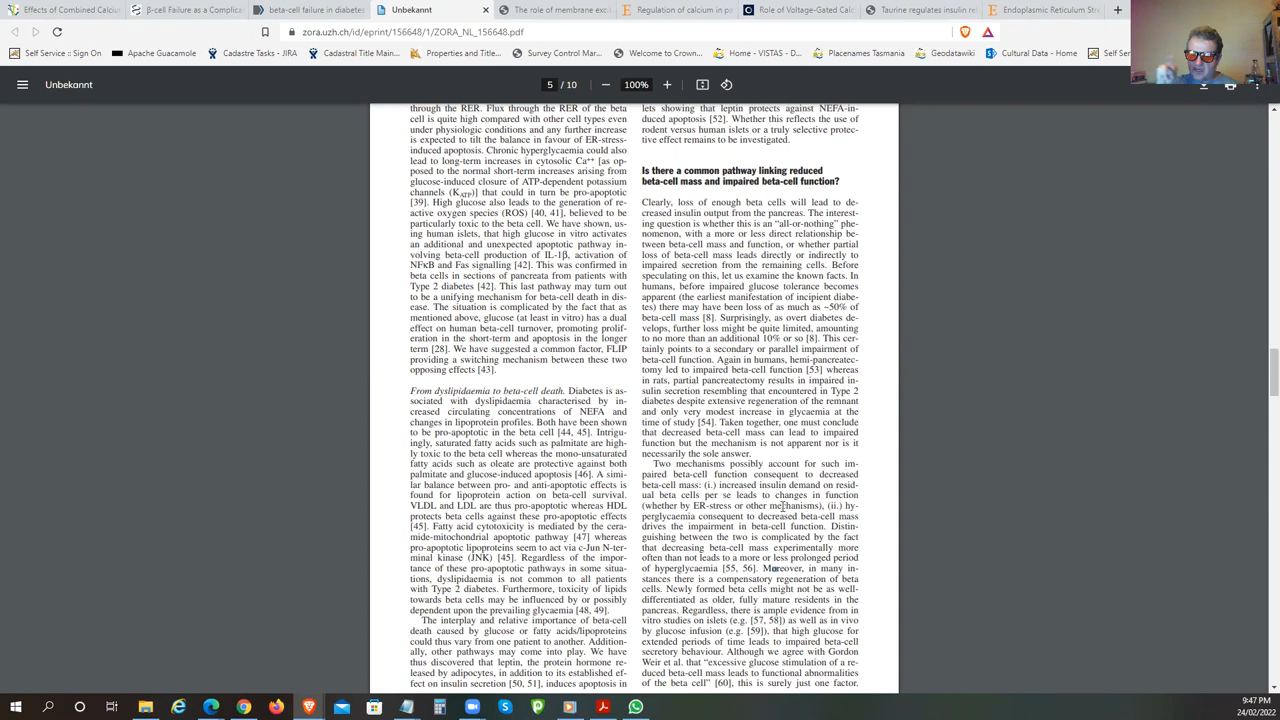 Effects of Combined Calciu
β-cell Failure as a Complicat
beta-cell failure in diabetes
Unbekannt
The role of membrane exc
Regulation of calcium in pa
Role of Voltage-Gated Calc
Taurine regulates insulin rel
Endoplasmic Reticulum Stre
zora.uzh.ch/id/eprint/156648/1/ZORA_NL_156648.pdf
Self Service :: Sign On
Apache Guacamole
Cadastre Tasks - JIRA
Cadastral Title Main...
Properties and Title...
Survey Control Mar...
Welcome to Crown...
Home - VISTAS - D...
Placenames Tasmania
Geodatawiki
Cultural Data - Home
Self Serv
Unbekannt
5 / 10
100%
through the RER. Flux through the RER of the beta
cell is quite high compared with other cell types even
under physiologic conditions and any further increase
is expected to tilt the balance in favour of ER-stress-
induced apoptosis. Chronic hyperglycaemia could also
lead to long-term increases in cytosolic Ca++ [as op-
posed to the normal short-term increases arising from
glucose-induced closure of ATP-dependent potassium
channels (KATP)] that could in turn be pro-apoptotic
[39]. High glucose also leads to the generation of re-
active oxygen species (ROS) [40, 41], believed to be
particularly toxic to the beta cell. We have shown, us-
ing human islets, that high glucose in vitro activates
an additional and unexpected apoptotic pathway in-
volving beta-cell production of IL-1β, activation of
NFκB and Fas signalling [42]. This was confirmed in
beta cells in sections of pancreata from patients with
Type 2 diabetes [42]. This last pathway may turn out
to be a unifying mechanism for beta-cell death in dis-
ease. The situation is complicated by the fact that as
mentioned above, glucose (at least in vitro) has a dual
effect on human beta-cell turnover, promoting prolif-
eration in the short-term and apoptosis in the longer
term [28]. We have suggested a common factor, FLIP
providing a switching mechanism between these two
opposing effects [43].
From dyslipidaemia to beta-cell death. Diabetes is as-
sociated with dyslipidaemia characterised by in-
creased circulating concentrations of NEFA and
changes in lipoprotein profiles. Both have been shown
to be pro-apoptotic in the beta cell [44, 45]. Intrigu-
ingly, saturated fatty acids such as palmitate are high-
ly toxic to the beta cell whereas the mono-unsaturated
fatty acids such as oleate are protective against both
palmitate and glucose-induced apoptosis [46]. A simi-
lar balance between pro- and anti-apoptotic effects is
found for lipoprotein action on beta-cell survival.
VLDL and LDL are thus pro-apoptotic whereas HDL
protects beta cells against these pro-apoptotic effects
[45]. Fatty acid cytotoxicity is mediated by the cera-
mide-mitochondrial apoptotic pathway [47] whereas
pro-apoptotic lipoproteins seem to act via c-Jun N-ter-
minal kinase (JNK) [45]. Regardless of the impor-
tance of these pro-apoptotic pathways in some situa-
tions, dyslipidaemia is not common to all patients
with Type 2 diabetes. Furthermore, toxicity of lipids
towards beta cells may be influenced by or possibly
dependent upon the prevailing glycaemia [48, 49].
The interplay and relative importance of beta-cell
death caused by glucose or fatty acids/lipoproteins
could thus vary from one patient to another. Addition-
ally, other pathways may come into play. We have
thus discovered that leptin, the protein hormone re-
leased by adipocytes, in addition to its established ef-
fect on insulin secretion [50, 51], induces apoptosis in
lets showing that leptin protects against NEFA-in-
duced apoptosis [52]. Whether this reflects the use of
rodent versus human islets or a truly selective protec-
tive effect remains to be investigated.
Is there a common pathway linking reduced
beta-cell mass and impaired beta-cell function?
Clearly, loss of enough beta cells will lead to de-
creased insulin output from the pancreas. The interest-
ing question is whether this is an “all-or-nothing” phe-
nomenon, with a more or less direct relationship be-
tween beta-cell mass and function, or whether partial
loss of beta-cell mass leads directly or indirectly to
impaired secretion from the remaining cells. Before
speculating on this, let us examine the known facts. In
humans, before impaired glucose tolerance becomes
apparent (the earliest manifestation of incipient diabe-
tes) there may have been loss of as much as ~50% of
beta-cell mass [8]. Surprisingly, as overt diabetes de-
velops, further loss might be quite limited, amounting
to no more than an additional 10% or so [8]. This cer-
tainly points to a secondary or parallel impairment of
beta-cell function. Again in humans, hemi-pancreatec-
tomy led to impaired beta-cell function [53] whereas
in rats, partial pancreatectomy results in impaired in-
sulin secretion resembling that encountered in Type 2
diabetes despite extensive regeneration of the remnant
and only very modest increase in glycaemia at the
time of study [54]. Taken together, one must conclude
that decreased beta-cell mass can lead to impaired
function but the mechanism is not apparent nor is it
necessarily the sole answer.
Two mechanisms possibly account for such im-
paired beta-cell function consequent to decreased
beta-cell mass: (i.) increased insulin demand on resid-
ual beta cells per se leads to changes in function
(whether by ER-stress or other mechanisms), (ii.) hy-
perglycaemia consequent to decreased beta-cell mass
drives the impairment in beta-cell function. Distin-
guishing between the two is complicated by the fact
that decreasing beta-cell mass experimentally more
often than not leads to a more or less prolonged period
of hyperglycaemia [55, 56]. Moreover, in many in-
stances there is a compensatory regeneration of beta
cells. Newly formed beta cells might not be as well-
differentiated as older, fully mature residents in the
pancreas. Regardless, there is ample evidence from in
vitro studies on islets (e.g. [57, 58]) as well as in vivo
by glucose infusion (e.g. [59]), that high glucose for
extended periods of time leads to impaired beta-cell
secretory behaviour. Although we agree with Gordon
Weir et al. that “excessive glucose stimulation of a re-
duced beta-cell mass leads to functional abnormalities
of the beta cell” [60], this is surely just one factor.
9:47 PM
24/02/2022